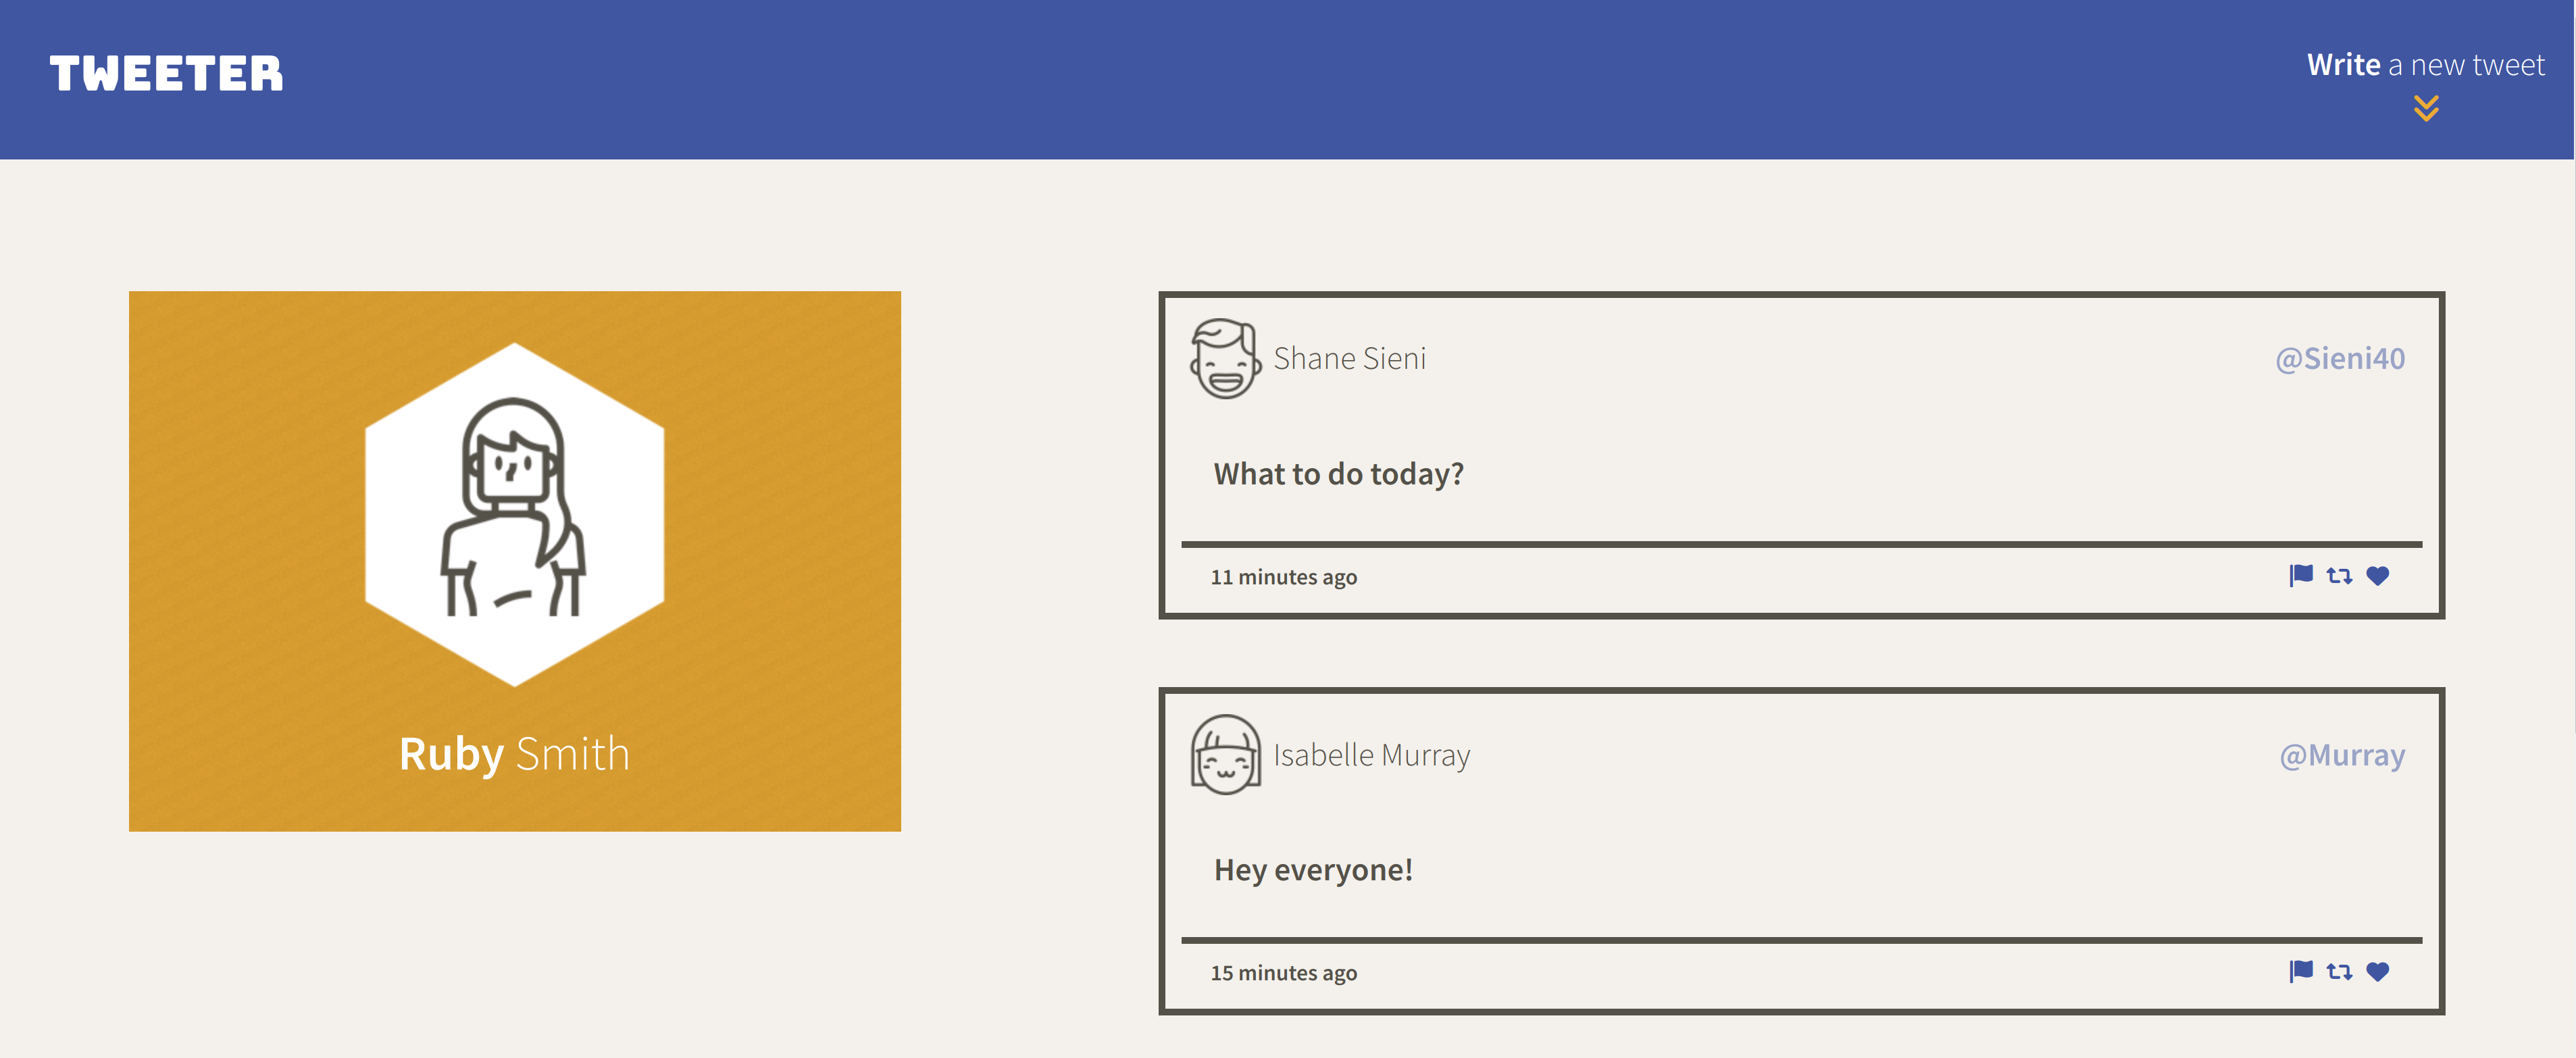 TWEETER
Write a new tweet
Ruby Smith
Shane Sieni
@Sieni40
What to do today?
11 minutes ago
Isabelle Murray
@Murray
Hey everyone!
15 minutes ago